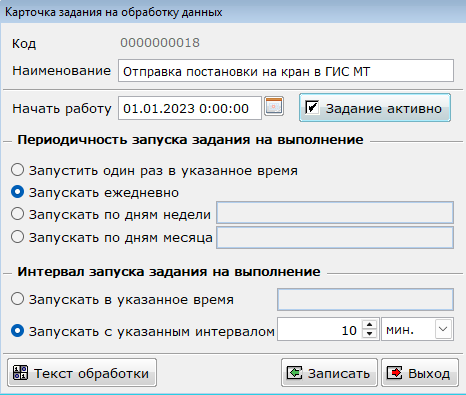 Карточка задания на обработку данных
Код 0000000018
Наименование Отправка постановки на кран в ГИС МТ
Начать работу 01.01.2023 0:00:00 Задание активно
Периодичность запуска задания на выполнение
Запустить один раз в указанное время
Запускать ежедневно
Запускать по дням недели
Запускать по дням месяца
Интервал запуска задания на выполнение
Запускать в указанное время
Запускать с указанным интервалом 10 мин.
Текст обработки Записать Выход